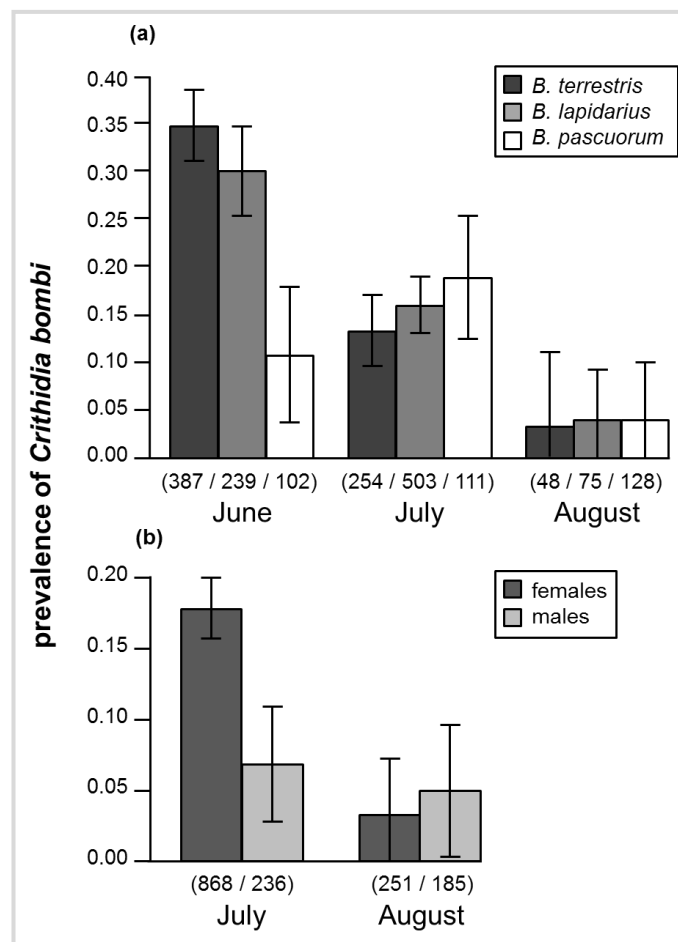 (a)
0.40
0.35
0.30
0.25
0.20
0.15
0.10
0.05
0.00
B. terrestris
B. lapidarius
B. pascuorum
(387 / 239 / 102)
(254 / 503 / 111)
(48 / 75 / 128)
June
July
August
prevalence of Crithidia bombi
(b)
0.20
0.15
0.10
0.05
0.00
females
males
(868 / 236)
(251 / 185)
July
August